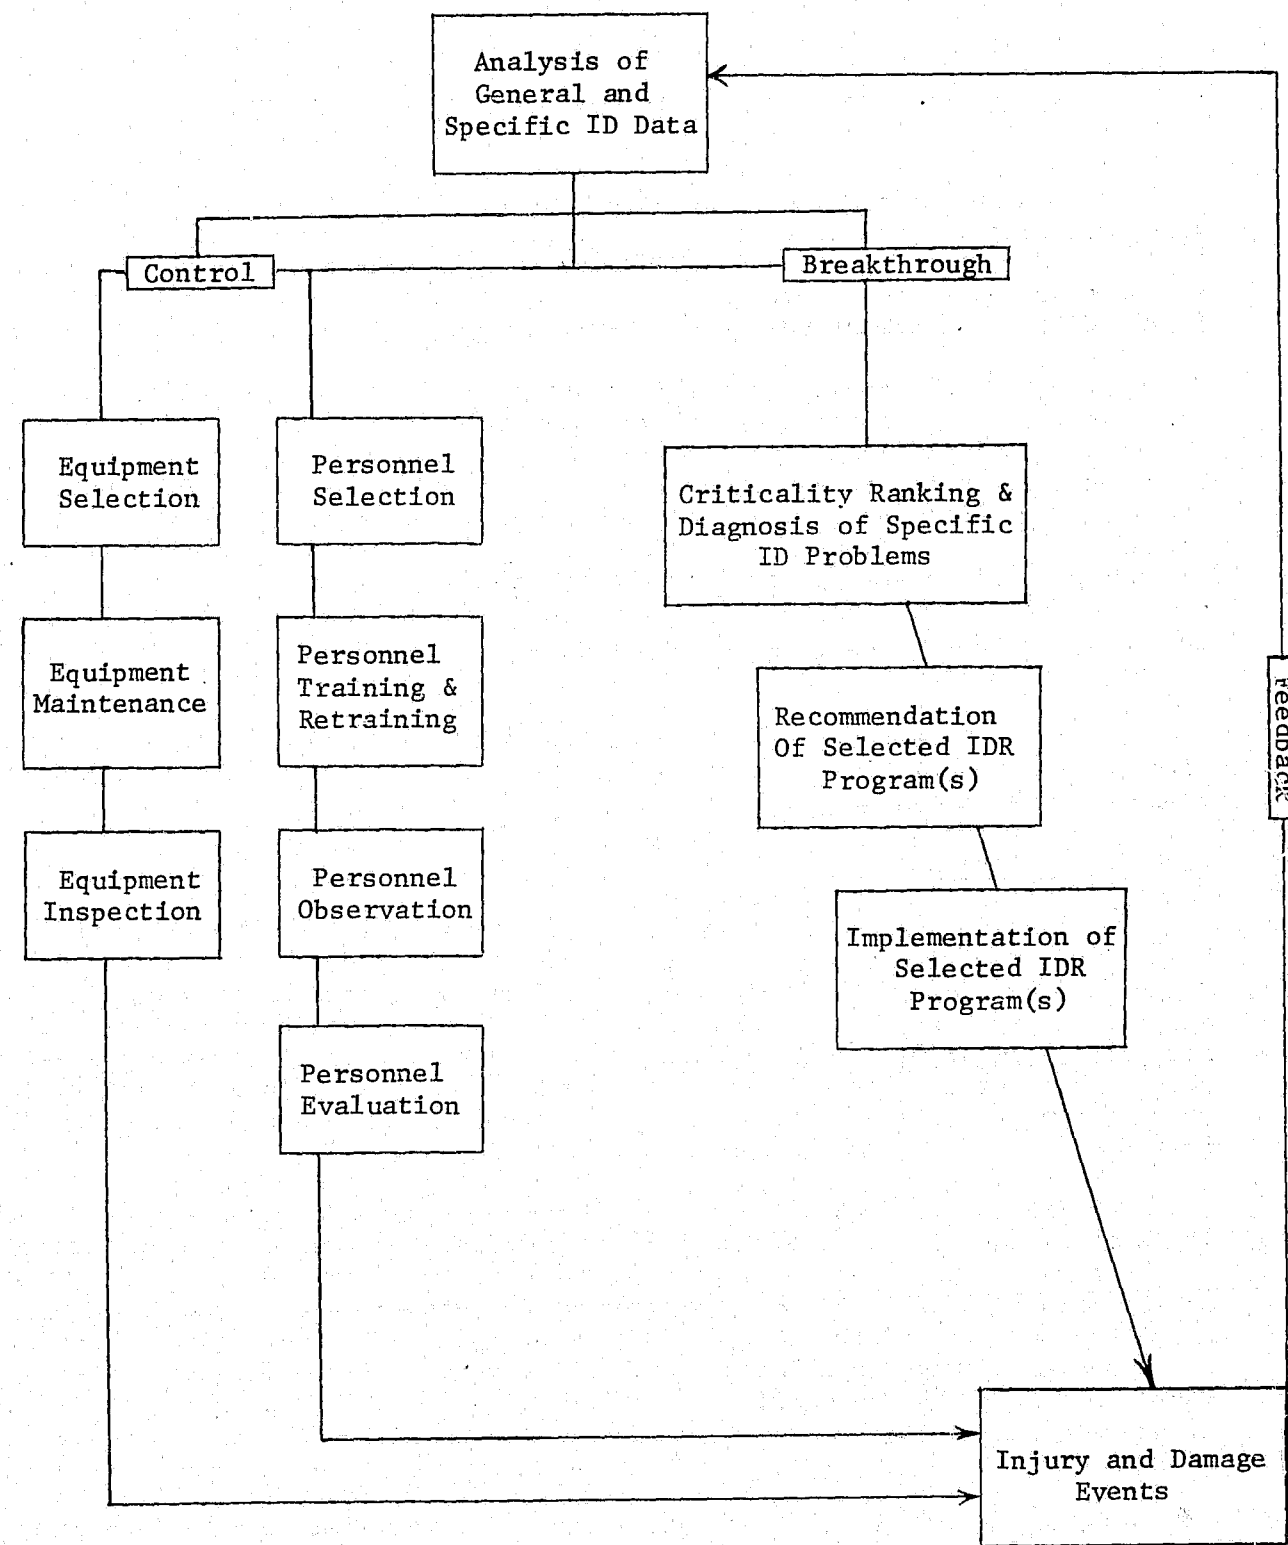 Analysis of
General and
Specific ID Data
Control
Breakthrough
Equipment
Selection
Personnel
Selection
Criticality Ranking &
Diagnosis of Specific
ID Problems
Equipment
Maintenance
Personnel
Training &
Retraining
Recommendation
Of Selected IDR
Program(s)
Feedback
Equipment
Inspection
Personnel
Observation
Implementation of
Selected IDR
Program(s)
Personnel
Evaluation
Injury and Damage
Events